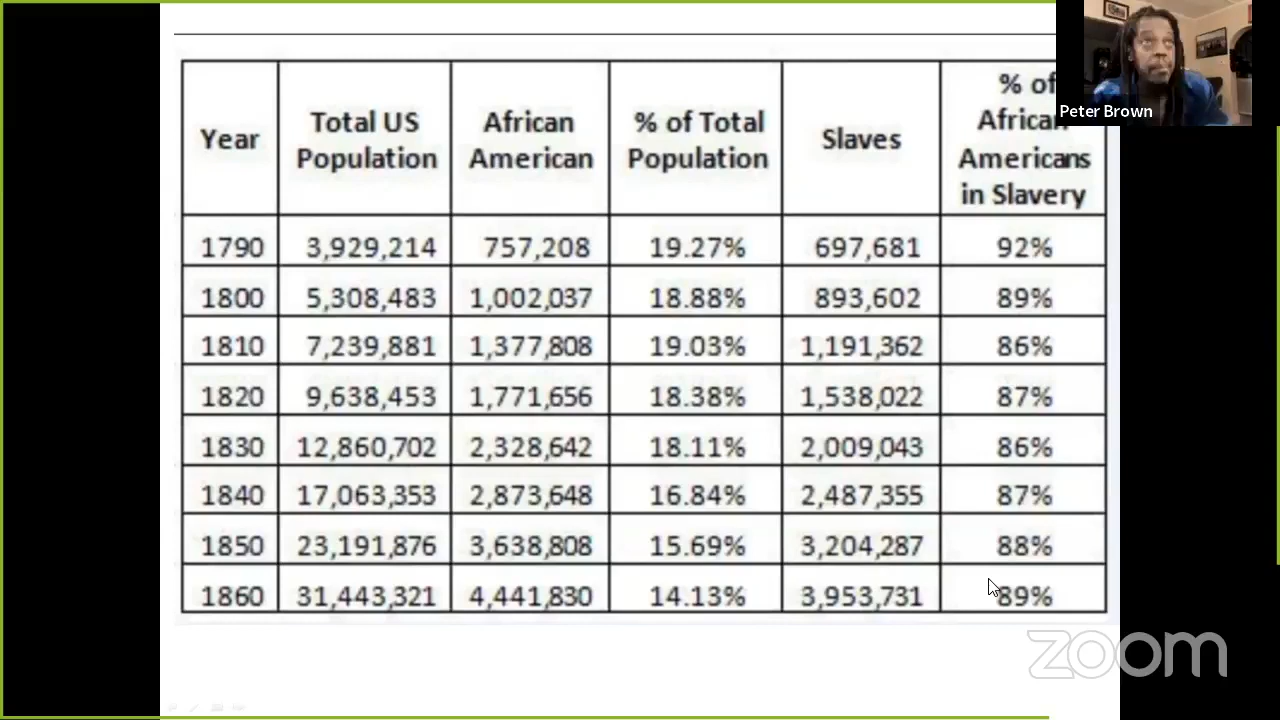 Year Total US Population African American % of Total Population Slaves % of African Americans in Slavery
1790 3,929,214 757,208 19.27% 697,681 92%
1800 5,308,483 1,002,037 18.88% 893,602 89%
1810 7,239,881 1,377,808 19.03% 1,191,362 86%
1820 9,638,453 1,771,656 18.38% 1,538,022 87%
1830 12,860,702 2,328,642 18.11% 2,009,043 86%
1840 17,063,353 2,873,648 16.84% 2,487,355 87%
1850 23,191,876 3,638,808 15.69% 3,204,287 88%
1860 31,443,321 4,441,830 14.13% 3,953,731 89%
Peter Brown
zoom